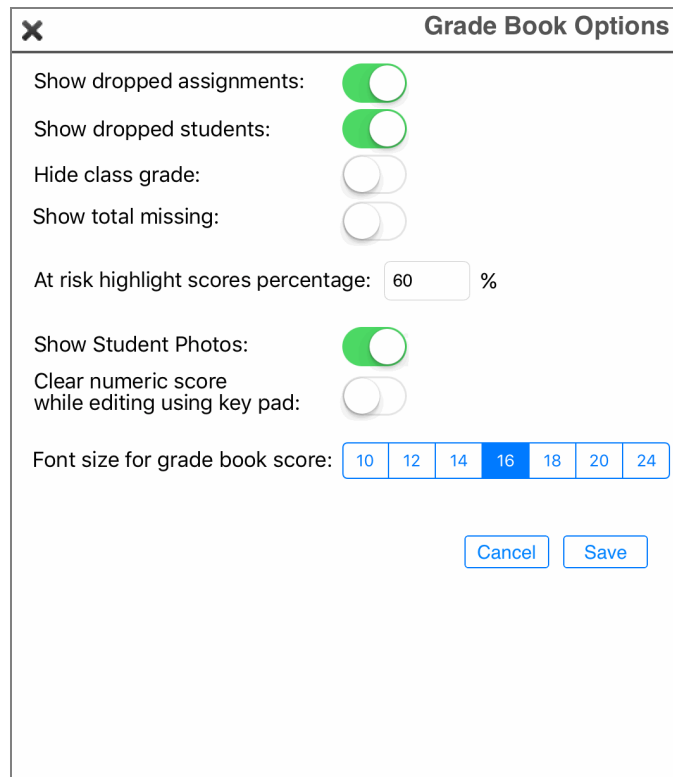 Grade Book Options
Show dropped assignments:
Show dropped students:
Hide class grade:
Show total missing:
At risk highlight scores percentage: 60 %
Show Student Photos:
Clear numeric score
while editing using key pad:
Font size for grade book score: 10 12 14 16 18 20 24
Cancel Save